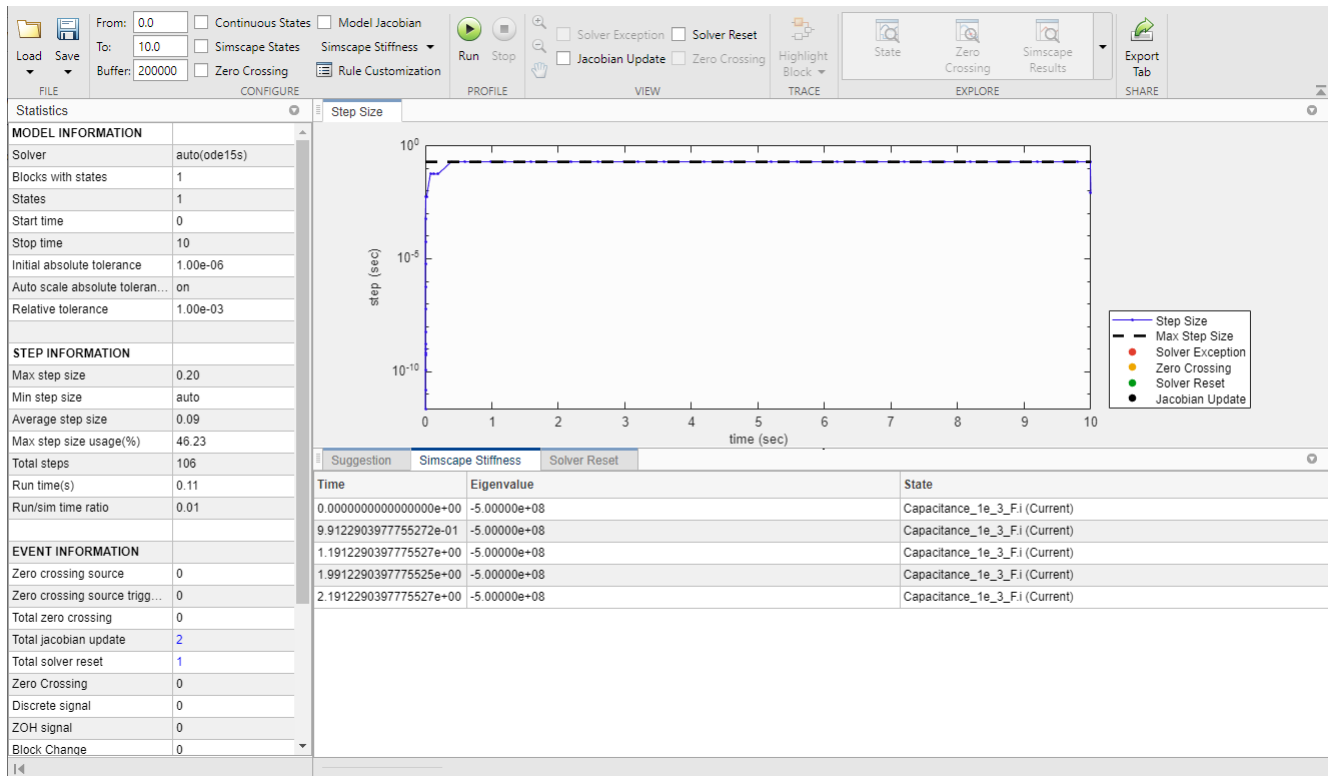 From: 0.0 Continuous States Model Jacobian
To: 10.0 Simscape States Simscape Stiffness
Buffer: 200000 Zero Crossing Rule Customization
Load Save
Run Stop
Solver Exception Solver Reset
Jacobian Update Zero Crossing
Highlight Block
State
Zero Crossing
Simscape Results
Export Tab
FILE CONFIGURE PROFILE VIEW TRACE EXPLORE SHARE
Statistics
MODEL INFORMATION
Solver auto(ode15s)
Blocks with states 1
States 1
Start time 0
Stop time 10
Initial absolute tolerance 1.00e-06
Auto scale absolute toleran... on
Relative tolerance 1.00e-03
STEP INFORMATION
Max step size 0.20
Min step size auto
Average step size 0.09
Max step size usage(%) 46.23
Total steps 106
Run time(s) 0.11
Run/sim time ratio 0.01
EVENT INFORMATION
Zero crossing source 0
Zero crossing source trigg... 0
Total zero crossing 0
Total jacobian update 2
Total solver reset 1
Zero Crossing 0
Discrete signal 0
ZOH signal 0
Block Change 0
Step Size
10^0
10^-5
10^-10
step (sec)
0 1 2 3 4 5 6 7 8 9 10
time (sec)
Step Size
Max Step Size
Solver Exception
Zero Crossing
Solver Reset
Jacobian Update
Suggestion Simscape Stiffness Solver Reset
Time Eigenvalue State
0.0000000000000000e+00 -5.00000e+08 Capacitance_1e_3_F.i (Current)
9.9122903977755272e-01 -5.00000e+08 Capacitance_1e_3_F.i (Current)
1.1912290397775527e+00 -5.00000e+08 Capacitance_1e_3_F.i (Current)
1.9912290397775525e+00 -5.00000e+08 Capacitance_1e_3_F.i (Current)
2.1912290397775527e+00 -5.00000e+08 Capacitance_1e_3_F.i (Current)